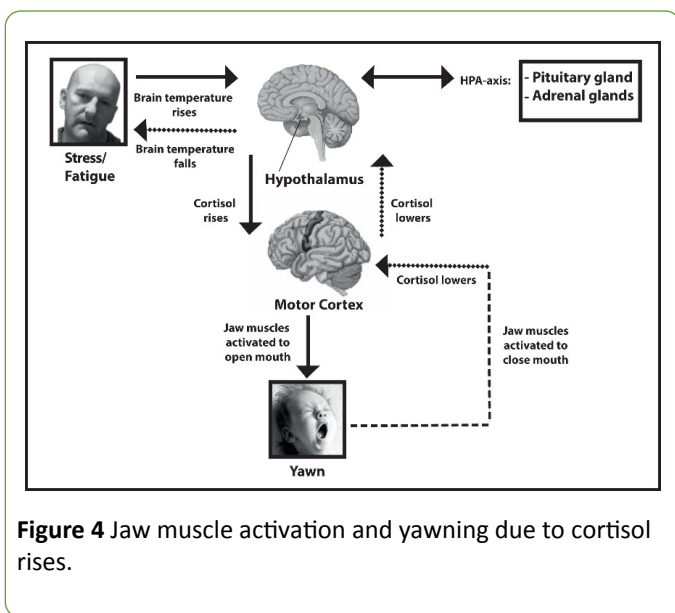 Brain temperature
rises
HPA-axis:
- Pituitary gland
- Adrenal glands
Brain temperature
falls
Stress/
Fatigue
Hypothalamus
Cortisol
rises
Cortisol
lowers
Cortisol lowers
Motor Cortex
Jaw muscles
activated to
open mouth
Jaw muscles
activated to
close mouth
Yawn
Figure 4 Jaw muscle activation and yawning due to cortisol
rises.